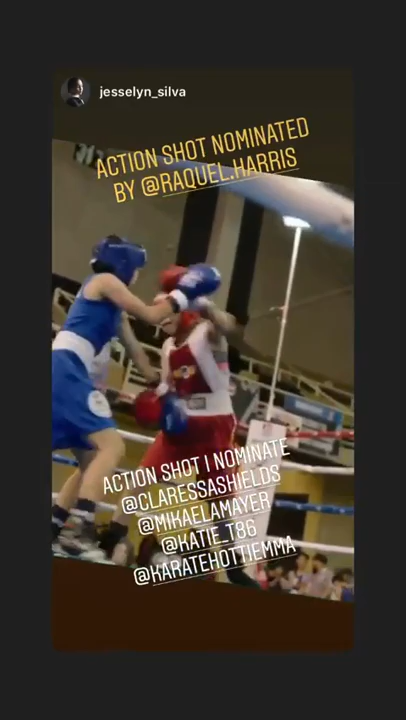 jesselyn_silva
ACTION SHOT NOMINATED
BY @RAQUEL.HARRIS
ACTION SHOT I NOMINATE
@CLARESSASHIELDS
@MIKAELAMAYER
@KATIE_T86
@KARATEHOTTIEMMA